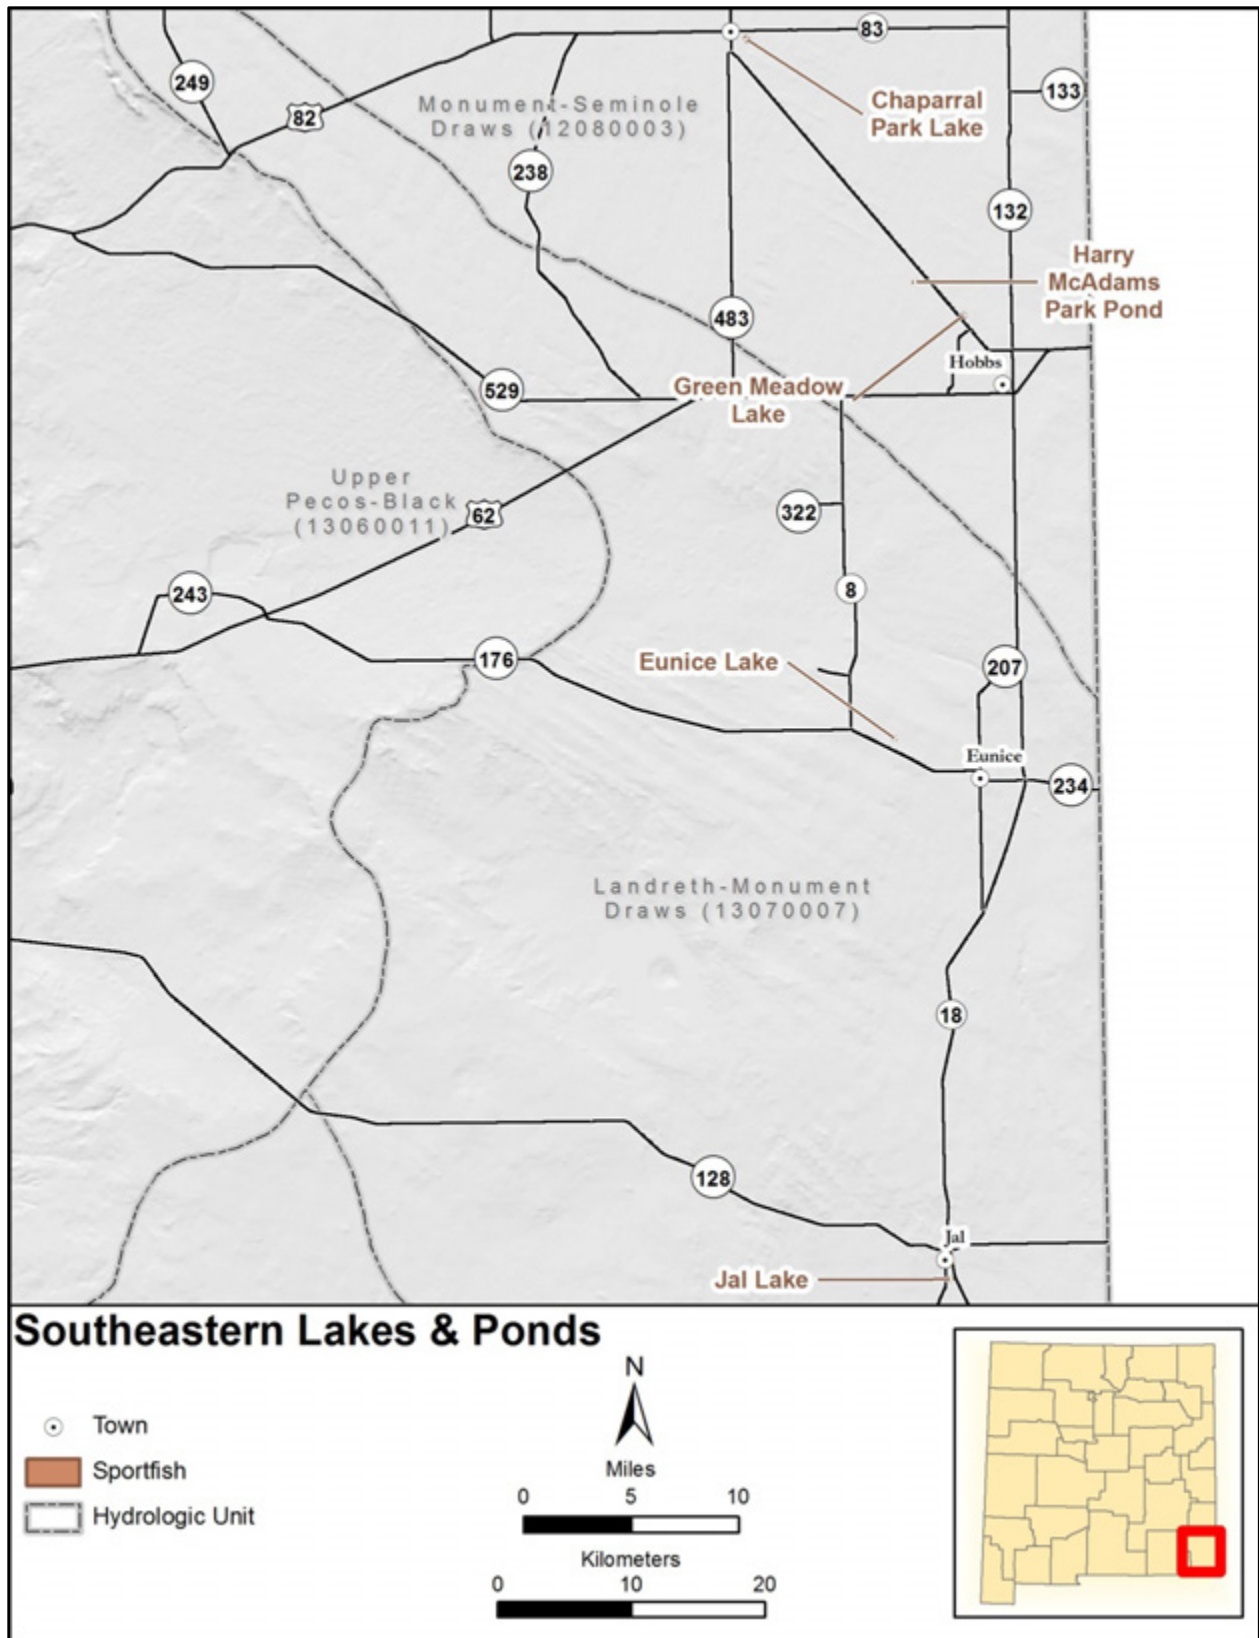 83
249
82
133
Monument-Seminole
Draws (12080003)
Chaparral
Park Lake
238
132
Harry
McAdams
Park Pond
483
Hobbs
529
Green Meadow
Lake
Upper
Pecos-Black
(13060011)
62
322
8
243
176
Eunice Lake
207
Eunice
234
Landreth-Monument
Draws (13070007)
18
128
Jal
Jal Lake
Southeastern Lakes & Ponds
Town
Sportfish
Hydrologic Unit
N
Miles
0 5 10
Kilometers
0 10 20